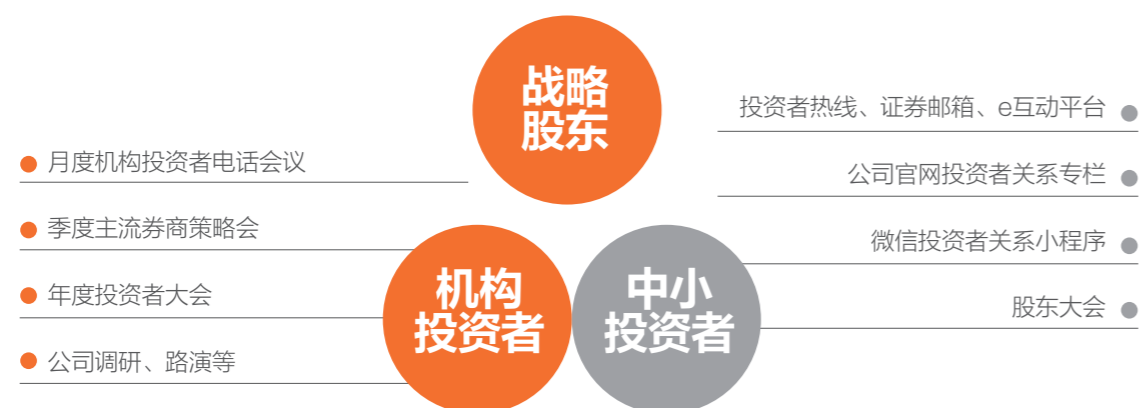 战略
股东
月度机构投资者电话会议
季度主流券商策略会
年度投资者大会
公司调研、路演等
机构
投资者
中小
投资者
投资者热线、证券邮箱、e互动平台
公司官网投资者关系专栏
微信投资者关系小程序
股东大会